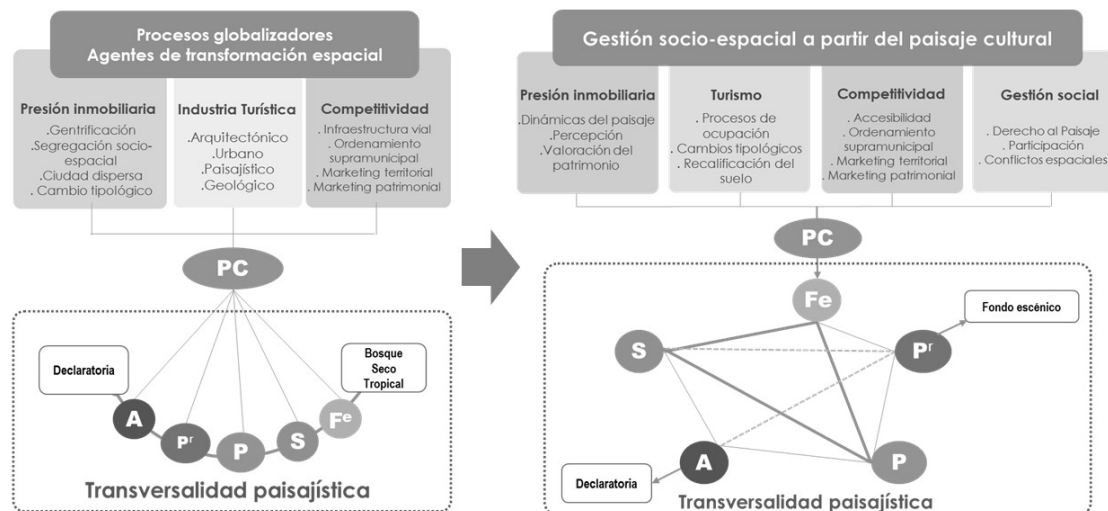 Procesos globalizadores
Agentes de transformación espacial
Presión inmobiliaria
.Gentrificación
.Segregación socio-
espacial
.Ciudad dispersa
. Cambio tipológico
Industria Turística
.Arquitectónico
.Urbano
.Paisajístico
.Geológico
Competitividad
. Infraestructura vial
. Ordenamiento
supramunicipal
. Marketing territorial
. Marketing patrimonial
PC
Declaratoria
Bosque
Seco
Tropical
A
Pr
P
S
Fe
Transversalidad paisajística
Gestión socio-espacial a partir del paisaje cultural
Presión inmobiliaria
.Dinámicas del paisaje
.Percepción
.Valoración del
patrimonio
Turismo
. Procesos de
ocupación
. Cambios tipológicos
. Recalificación del
suelo
Competitividad
. Accesibilidad
. Ordenamiento
supramunicipal
. Marketing territorial
. Marketing patrimonial
Gestión social
. Derecho al Paisaje
. Participación
. Conflictos espaciales
PC
Fe
Fondo escénico
S
Pr
A
P
Declaratoria
Transversalidad paisajística